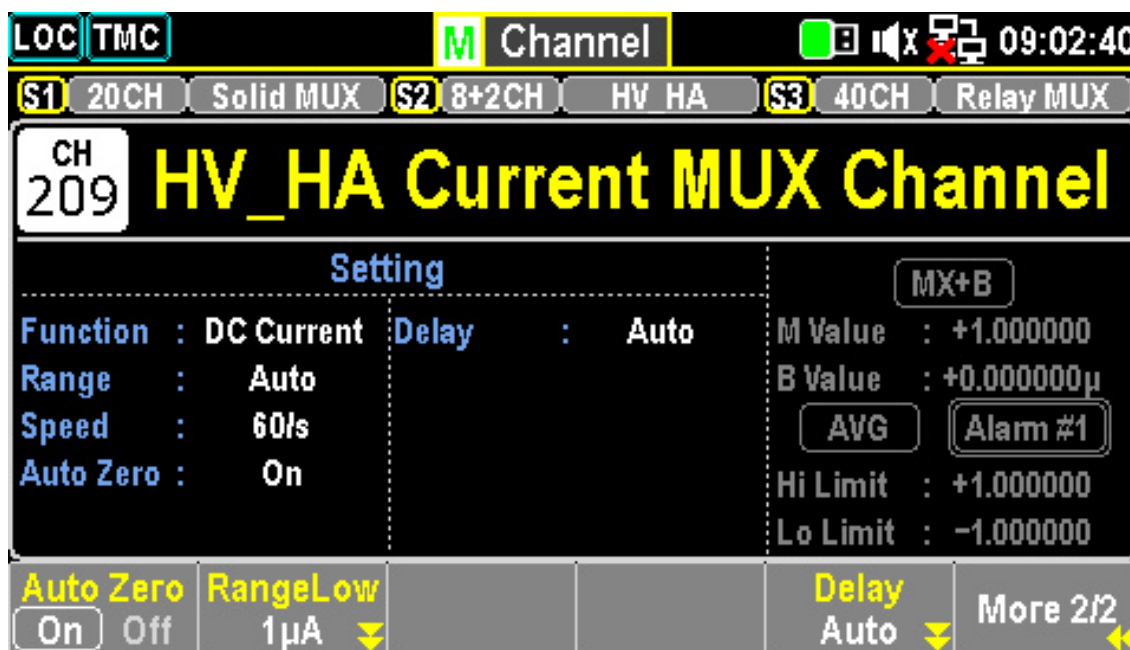 LOC TMC M Channel 09:02:40
S1 20CH Solid MUX S2 8+2CH HV_HA S3 40CH Relay MUX
CH
209
HV_HA Current MUX Channel
Setting
MX+B
Function : DC Current Delay : Auto M Value : +1.000000
Range : Auto B Value : +0.000000µ
Speed : 60/s AVG Alarm #1
Auto Zero : On Hi Limit : +1.000000
Lo Limit : −1.000000
Auto Zero RangeLow Delay More 2/2
On Off 1µA Auto